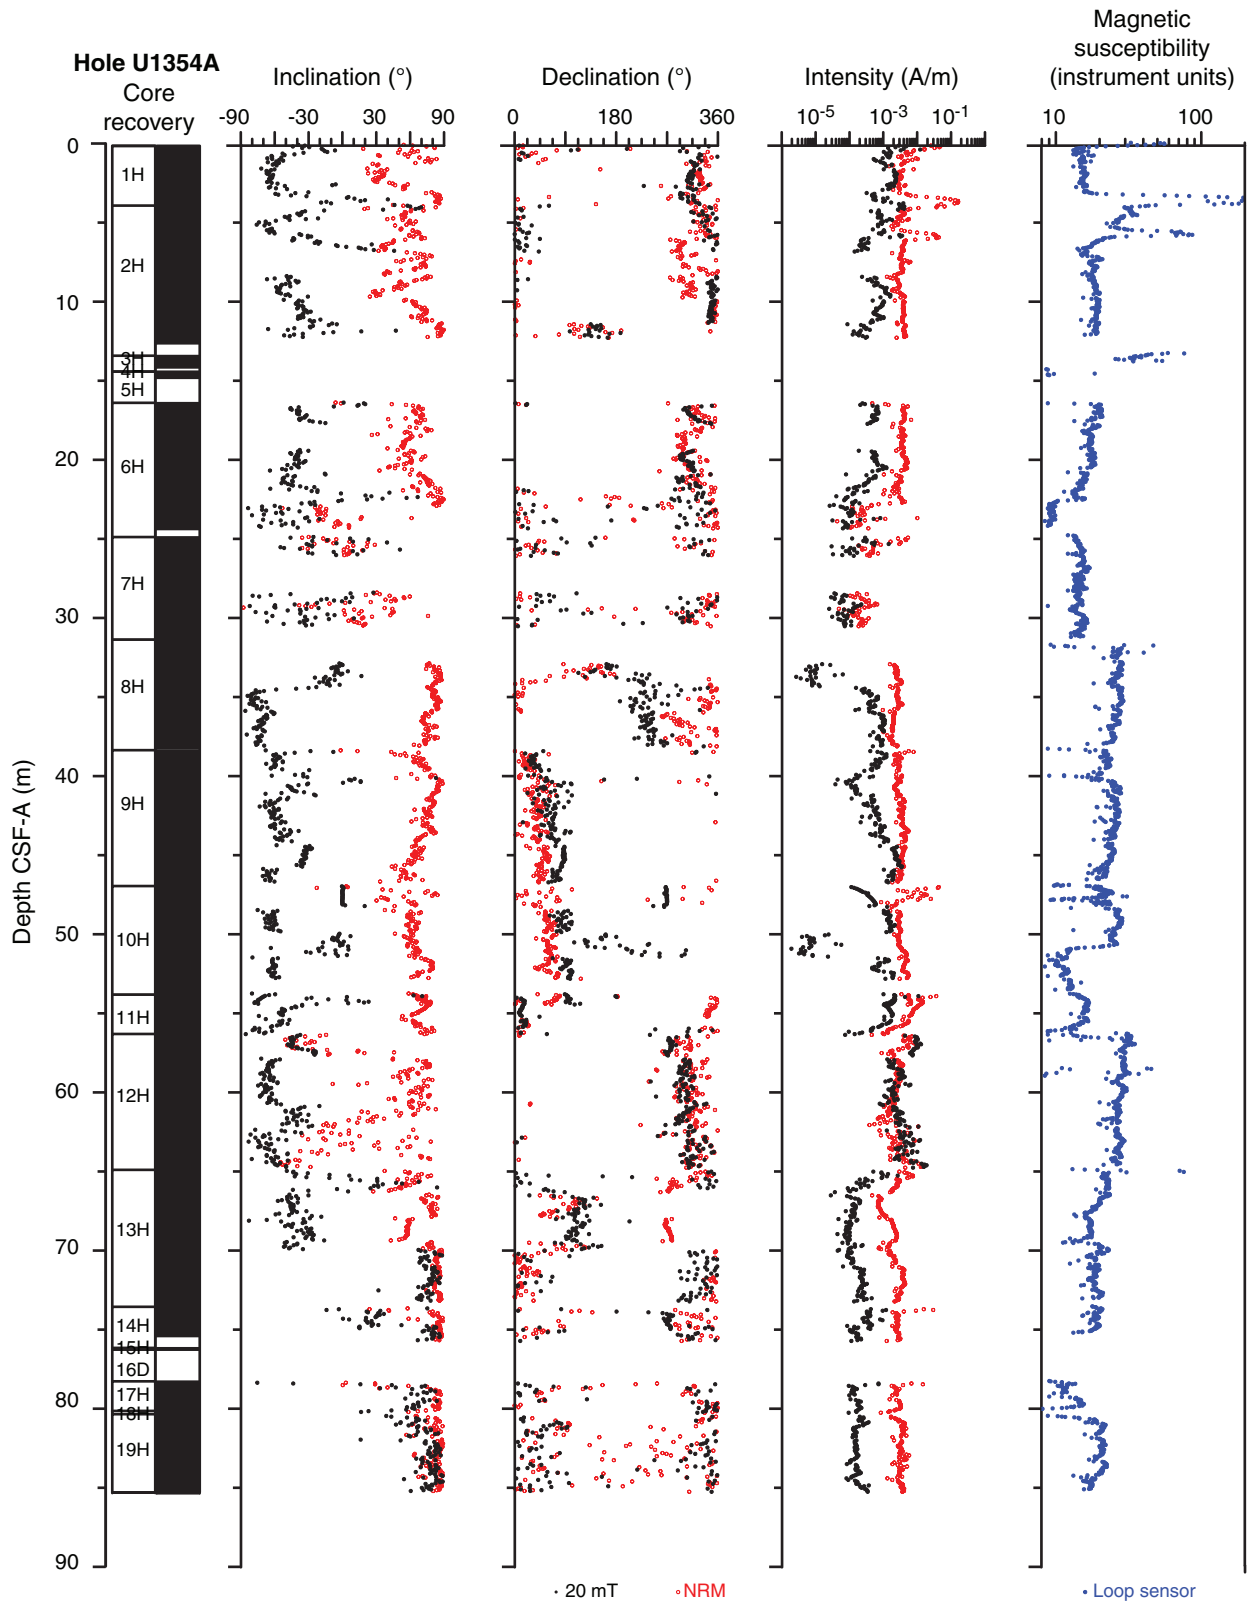 Hole U1354A
Core
recovery
Inclination (°)
Declination (°)
Intensity (A/m)
Magnetic
susceptibility
(instrument units)
-90 -30 30 90
0 180 360
10-5 10-3 10-1
10 100
0
10
20
30
40
50
60
70
80
90
Depth CSF-A (m)
1H
2H
3H
4H
5H
6H
7H
8H
9H
10H
11H
12H
13H
14H
15H
16D
17H
18H
19H
20 mT
NRM
Loop sensor